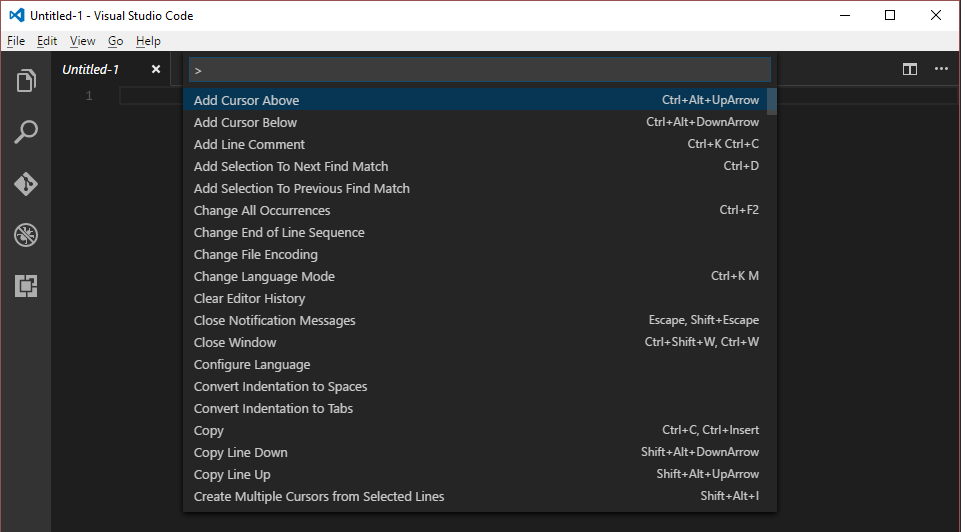 Untitled-1 - Visual Studio Code
File Edit View Go Help
Untitled-1
>
1
Add Cursor Above Ctrl+Alt+UpArrow
Add Cursor Below Ctrl+Alt+DownArrow
Add Line Comment Ctrl+K Ctrl+C
Add Selection To Next Find Match Ctrl+D
Add Selection To Previous Find Match
Change All Occurrences Ctrl+F2
Change End of Line Sequence
Change File Encoding
Change Language Mode Ctrl+K M
Clear Editor History
Close Notification Messages Escape, Shift+Escape
Close Window Ctrl+Shift+W, Ctrl+W
Configure Language
Convert Indentation to Spaces
Convert Indentation to Tabs
Copy Ctrl+C, Ctrl+Insert
Copy Line Down Shift+Alt+DownArrow
Copy Line Up Shift+Alt+UpArrow
Create Multiple Cursors from Selected Lines Shift+Alt+I